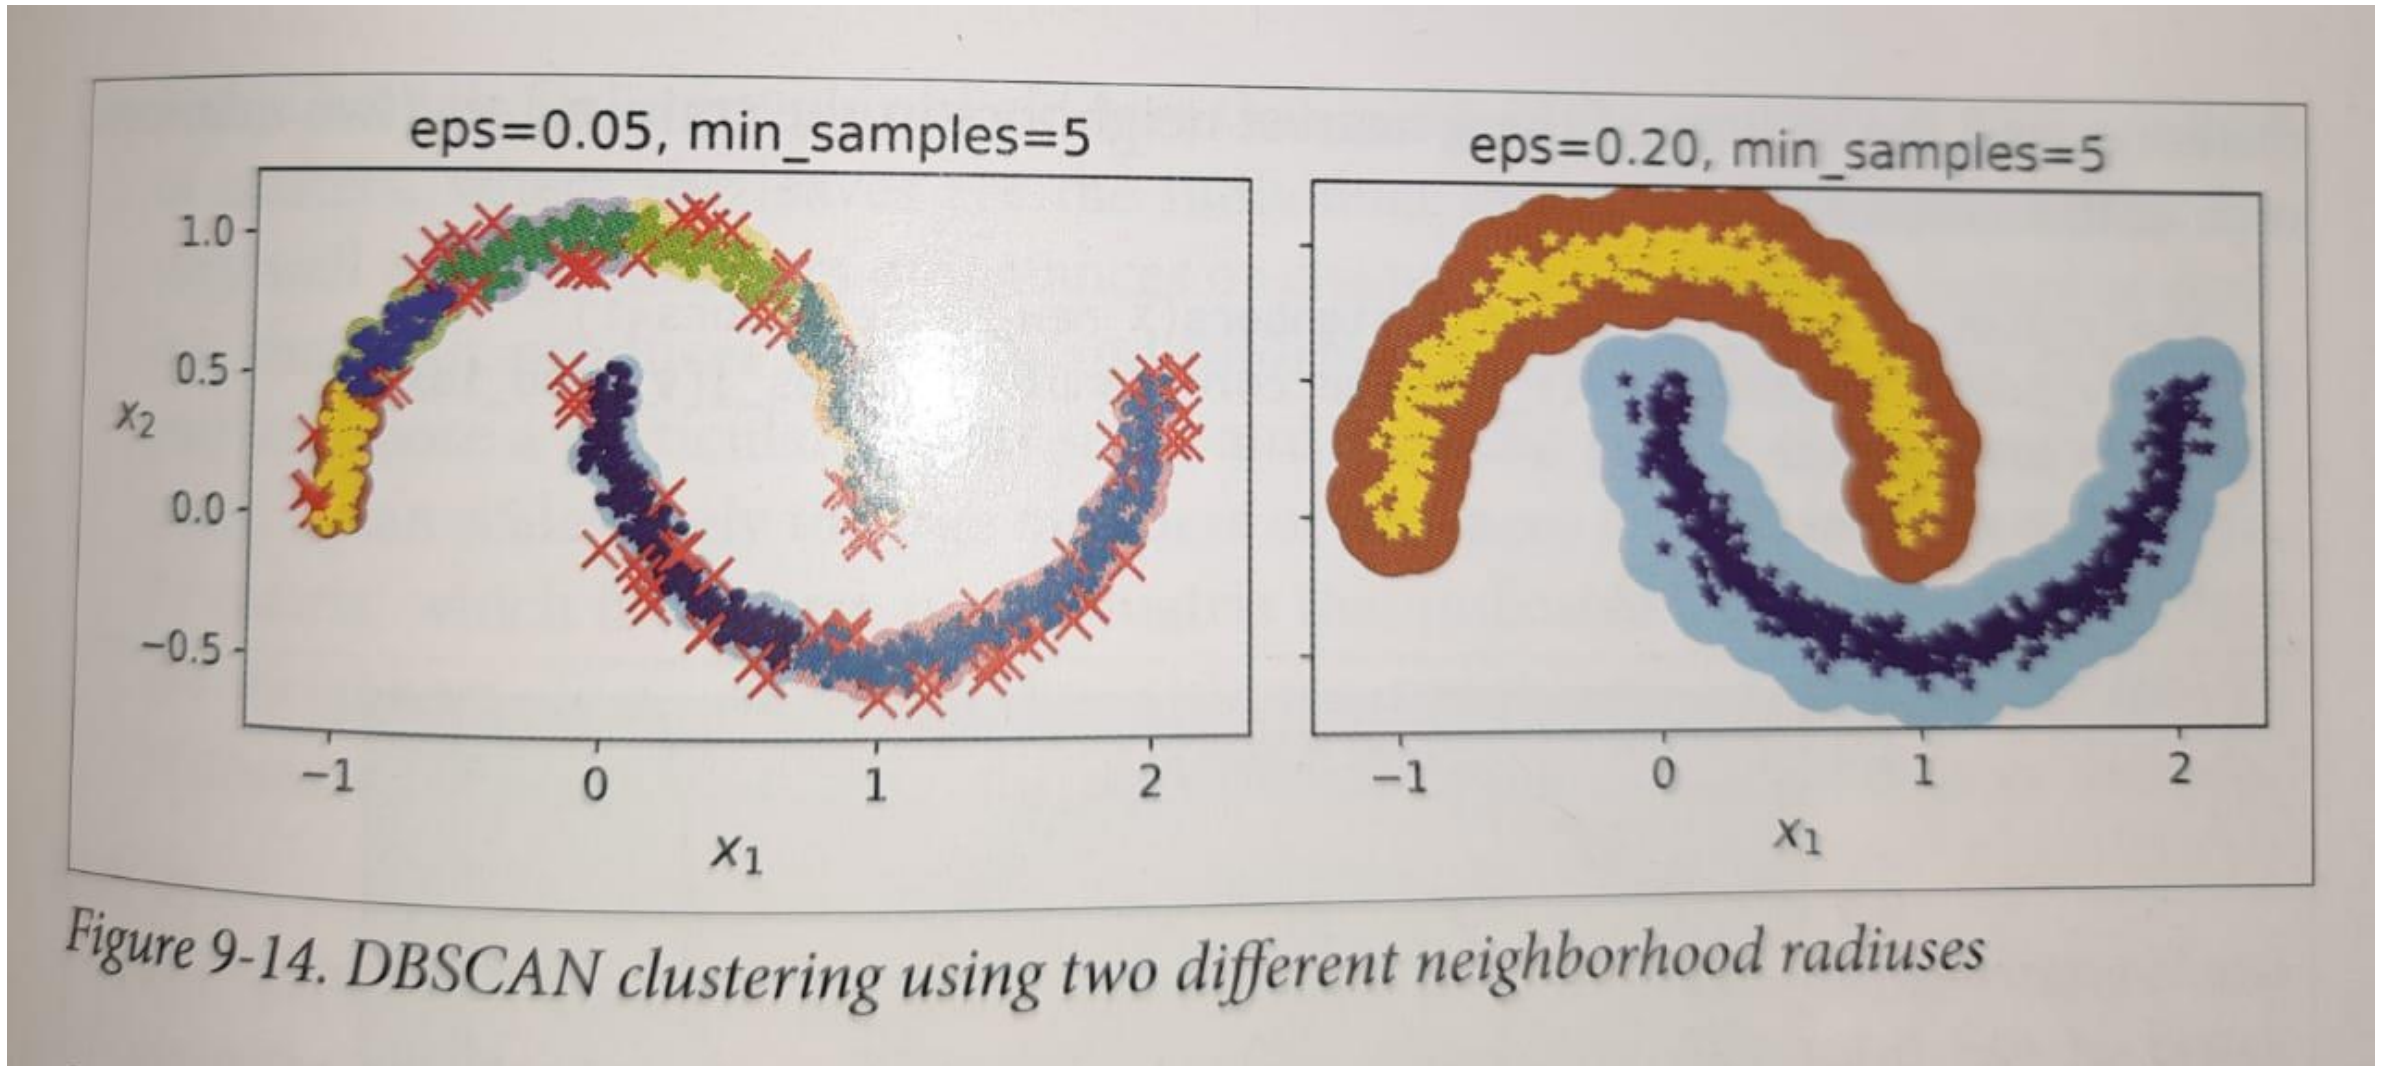 eps=0.05, min_samples=5
1.0
0.5
0.0
−0.5
x2
−1 0 1 2
x1
eps=0.20, min_samples=5
−1 0 1 2
x1
Figure 9-14. DBSCAN clustering using two different neighborhood radiuses